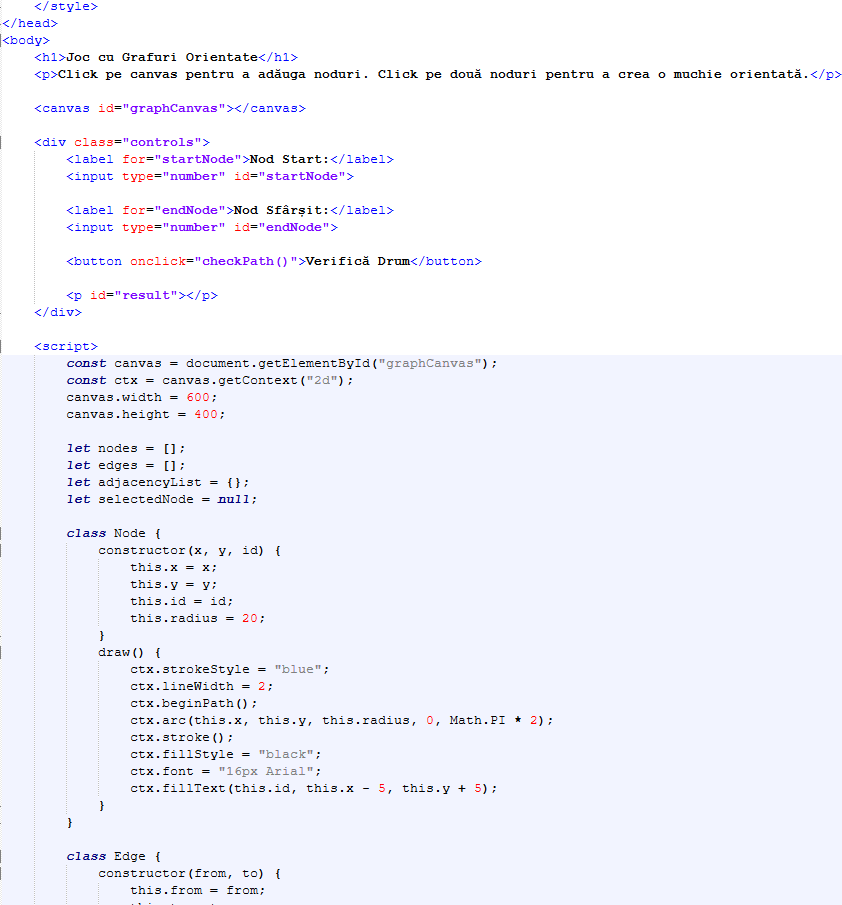 </style>
</head>
<body>
    <h1>Joc cu Grafuri Orientate</h1>
    <p>Click pe canvas pentru a adăuga noduri. Click pe două noduri pentru a crea o muchie orientată.</p>

    <canvas id="graphCanvas"></canvas>

    <div class="controls">
        <label for="startNode">Nod Start:</label>
        <input type="number" id="startNode">

        <label for="endNode">Nod Sfârșit:</label>
        <input type="number" id="endNode">

        <button onclick="checkPath()">Verifică Drum</button>

        <p id="result"></p>
    </div>

    <script>
        const canvas = document.getElementById("graphCanvas");
        const ctx = canvas.getContext("2d");
        canvas.width = 600;
        canvas.height = 400;

        let nodes = [];
        let edges = [];
        let adjacencyList = {};
        let selectedNode = null;

        class Node {
            constructor(x, y, id) {
                this.x = x;
                this.y = y;
                this.id = id;
                this.radius = 20;
            }
            draw() {
                ctx.strokeStyle = "blue";
                ctx.lineWidth = 2;
                ctx.beginPath();
                ctx.arc(this.x, this.y, this.radius, 0, Math.PI * 2);
                ctx.stroke();
                ctx.fillStyle = "black";
                ctx.font = "16px Arial";
                ctx.fillText(this.id, this.x - 5, this.y + 5);
            }
        }

        class Edge {
            constructor(from, to) {
                this.from = from;